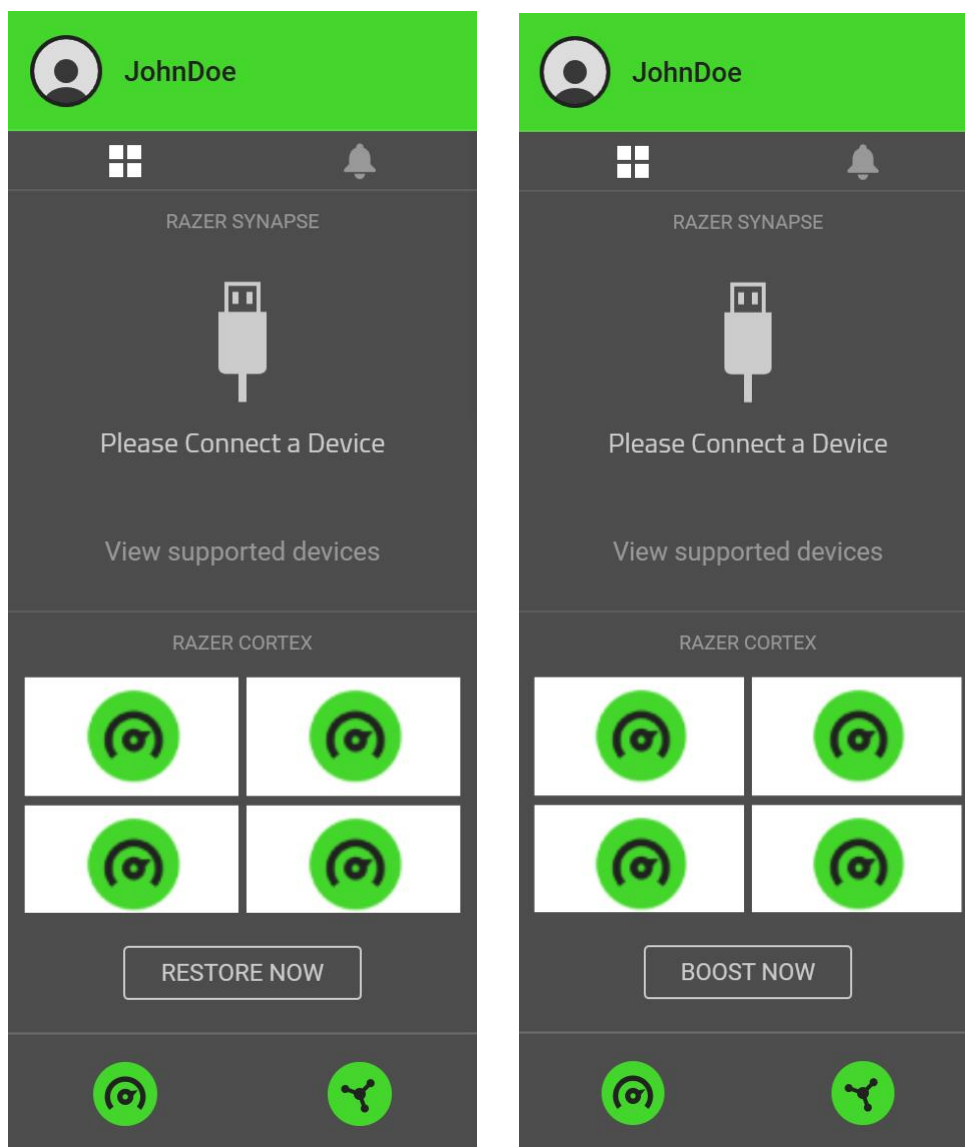 JohnDoe
RAZER SYNAPSE
Please Connect a Device
View supported devices
RAZER CORTEX
RESTORE NOW
JohnDoe
RAZER SYNAPSE
Please Connect a Device
View supported devices
RAZER CORTEX
BOOST NOW